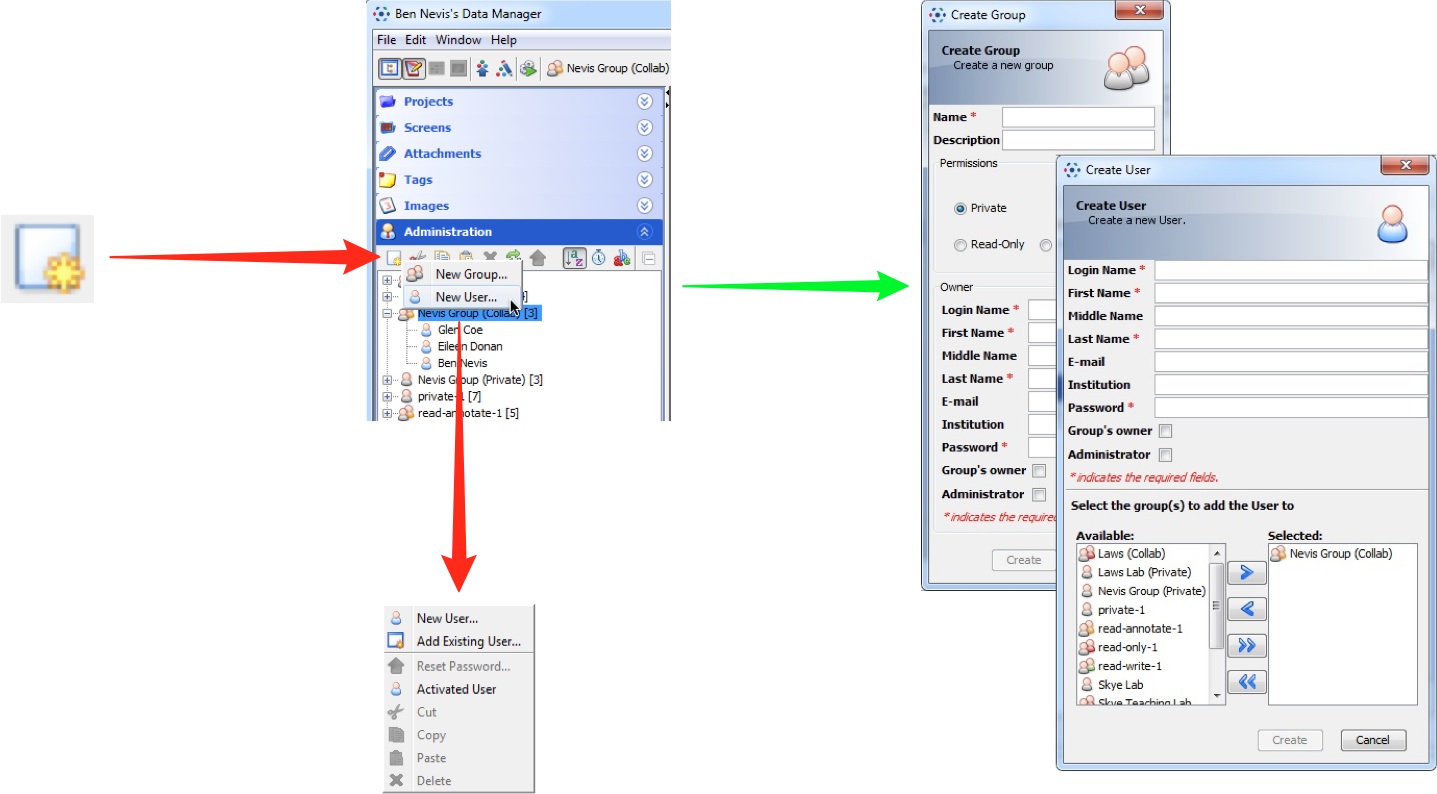 Ben Nevis's Data Manager
File Edit Window Help
Nevis Group (Collab)
Projects
Screens
Attachments
Tags
Images
Administration
New Group...
New User...
Nevis Group (Collab) [3]
Glen Coe
Eileen Donan
Ben Nevis
Nevis Group (Private) [3]
private-1 [7]
read-annotate-1 [5]
New User...
Add Existing User...
Reset Password...
Activated User
Cut
Copy
Paste
Delete
Create Group
Create Group
Create a new group
Name *
Description
Permissions
Private
Read-Only
Owner
Login Name *
First Name *
Middle Name
Last Name *
E-mail
Institution
Password *
Group's owner
Administrator
* indicates the required
Create
Create User
Create User
Create a new User.
Login Name *
First Name *
Middle Name
Last Name *
E-mail
Institution
Password *
Group's owner
Administrator
* indicates the required fields.
Select the group(s) to add the User to
Available:
Laws (Collab)
Laws Lab (Private)
Nevis Group (Private)
private-1
read-annotate-1
read-only-1
read-write-1
Skye Lab
Skye Teaching Lab
Selected:
Nevis Group (Collab)
Create Cancel